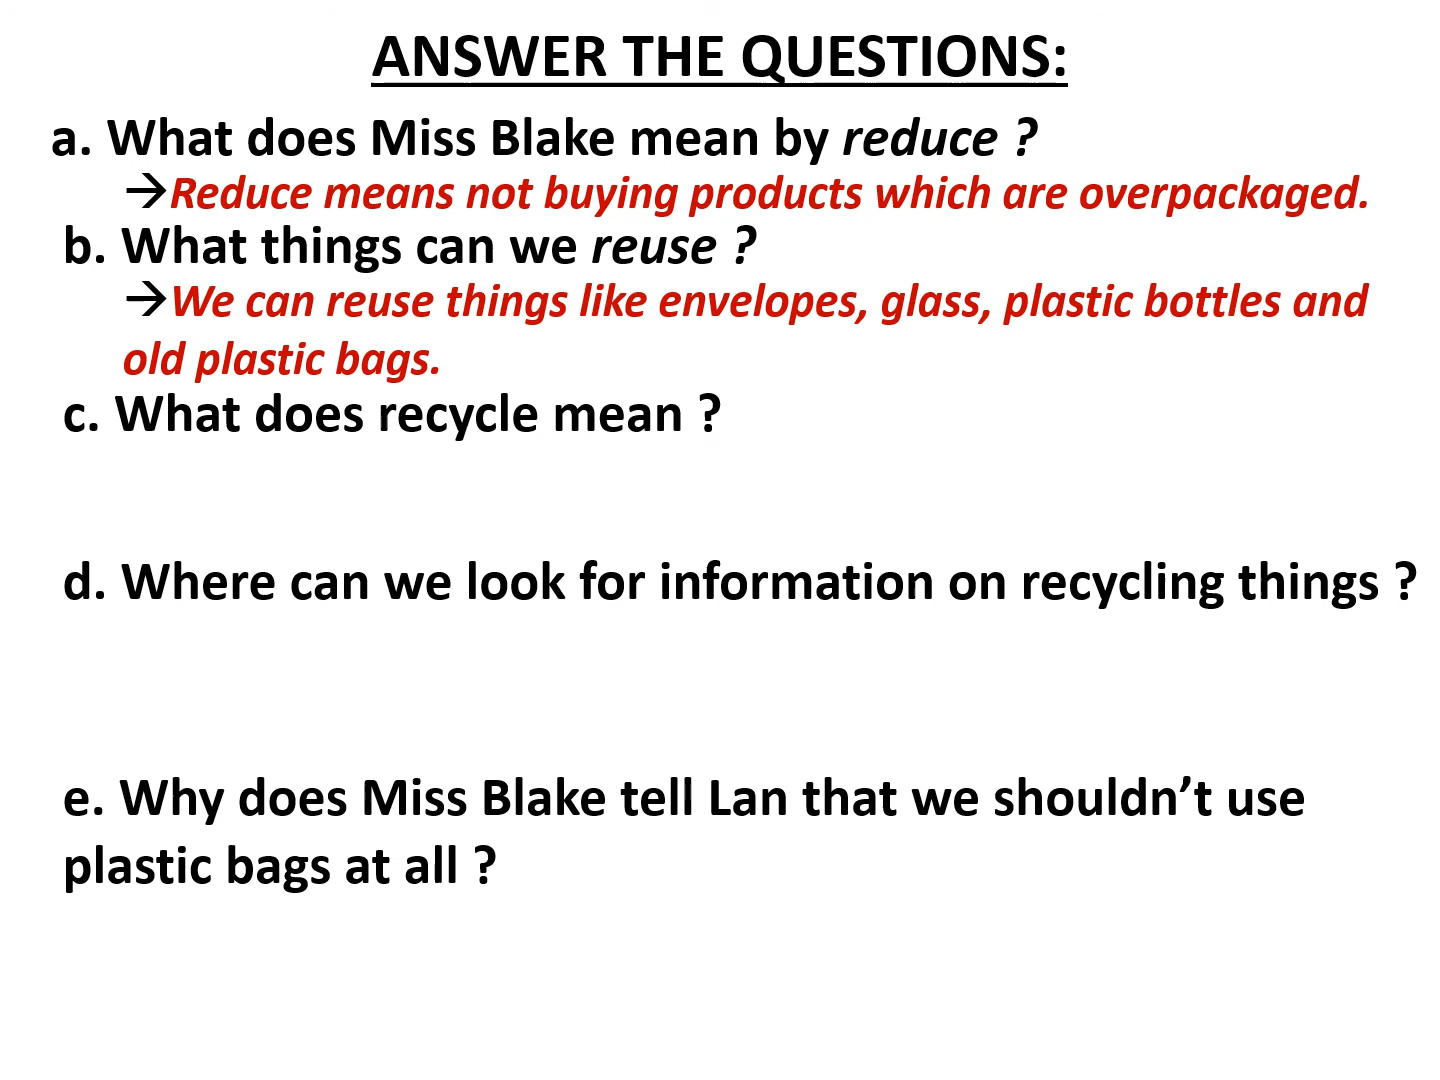 ANSWER THE QUESTIONS:
a. What does Miss Blake mean by reduce ?
→Reduce means not buying products which are overpackaged.
b. What things can we reuse ?
→We can reuse things like envelopes, glass, plastic bottles and
old plastic bags.
c. What does recycle mean ?
d. Where can we look for information on recycling things ?
e. Why does Miss Blake tell Lan that we shouldn’t use
plastic bags at all ?